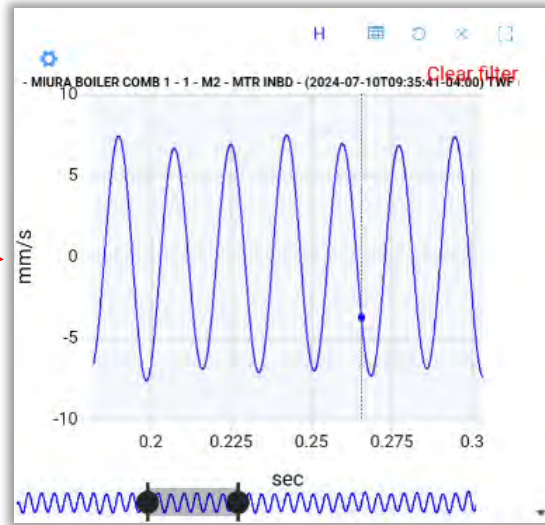 H
Clear filter
- MIURA BOILER COMB 1 - 1 - M2 - MTR INBD - (2024-07-10T09:35:41-04:00) TWF
10
5
0
-5
-10
mm/s
0.2 0.225 0.25 0.275 0.3
sec